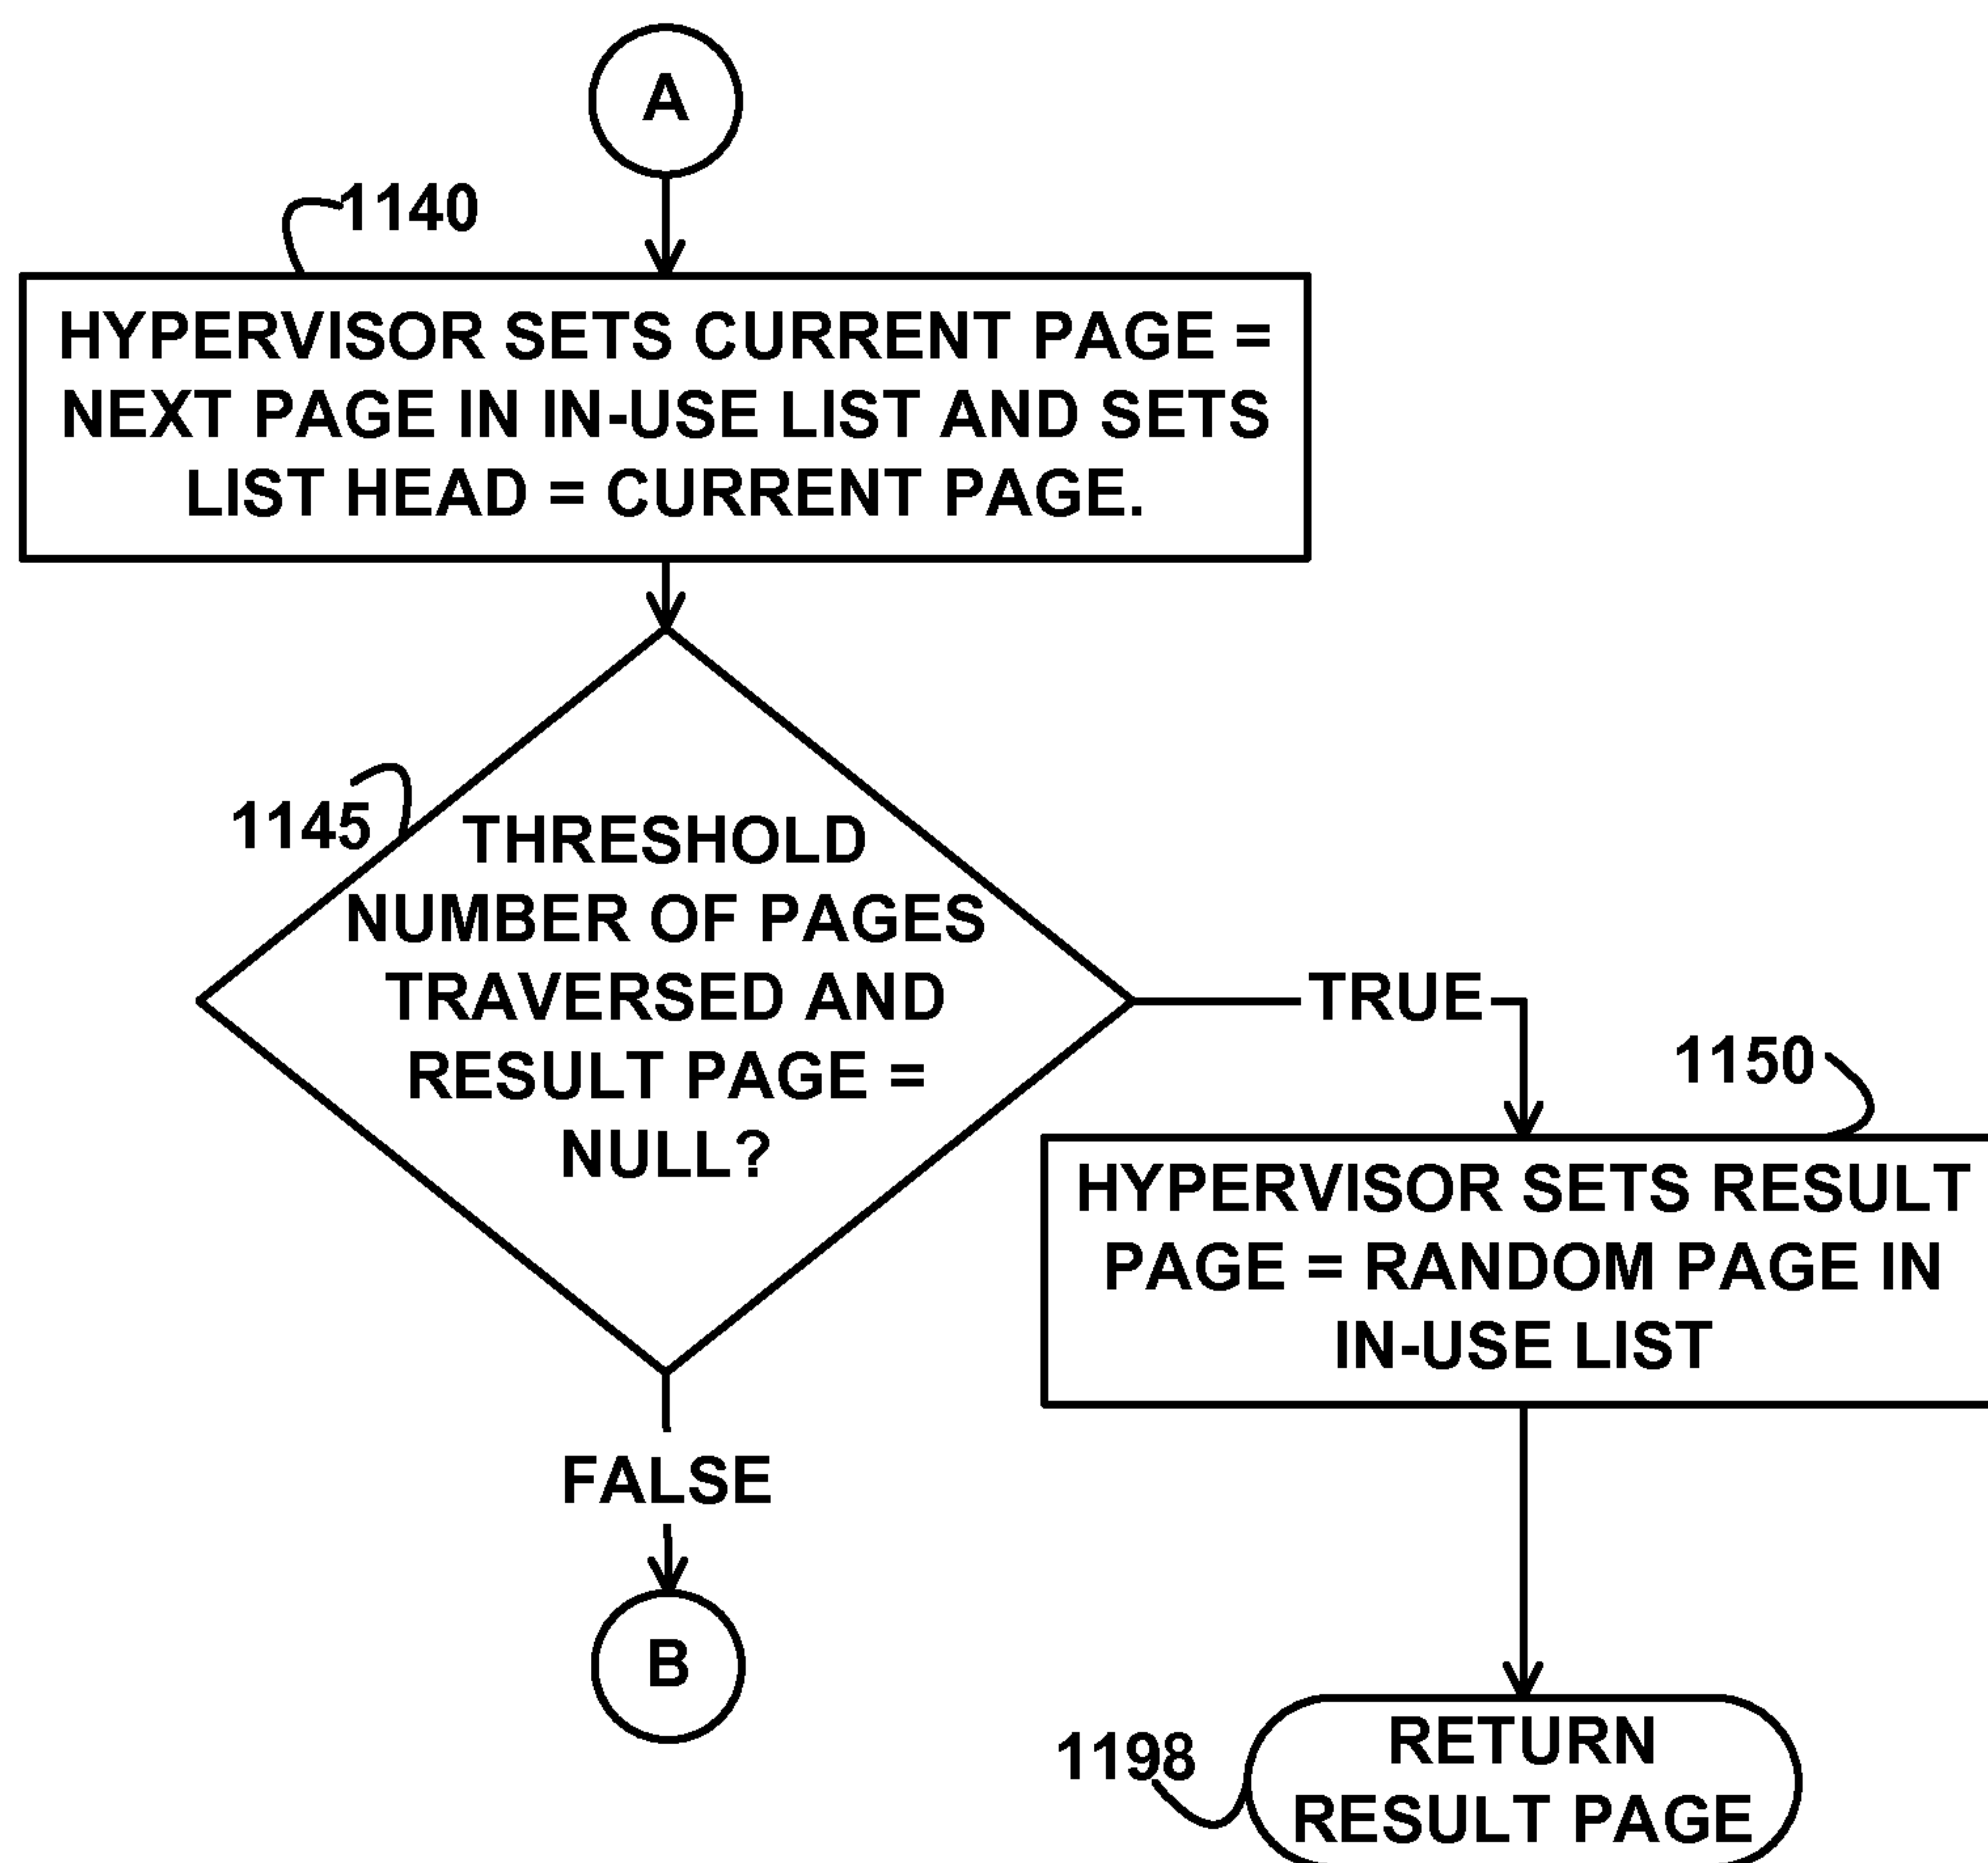 A
1140
HYPERVISOR SETS CURRENT PAGE =
NEXT PAGE IN IN-USE LIST AND SETS
LIST HEAD = CURRENT PAGE.
1145
THRESHOLD
NUMBER OF PAGES
TRAVERSED AND
RESULT PAGE =
NULL?
TRUE
1150
HYPERVISOR SETS RESULT
PAGE = RANDOM PAGE IN
IN-USE LIST
FALSE
B
1198
RETURN
RESULT PAGE